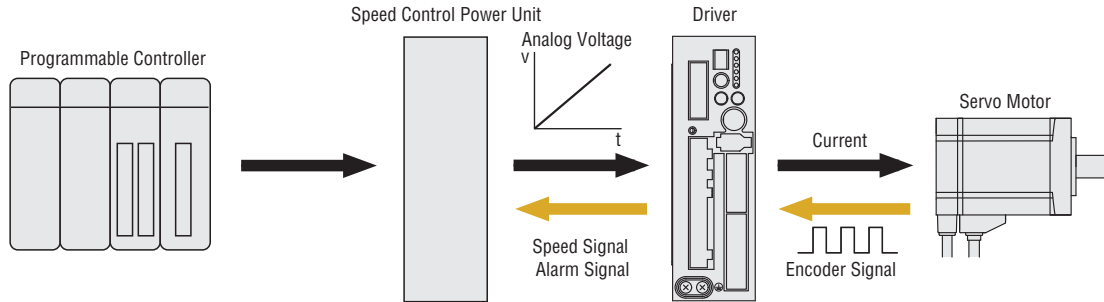 Speed Control Power Unit
Driver
Programmable Controller
Analog Voltage
v
t
Servo Motor
Current
Speed Signal
Alarm Signal
Encoder Signal